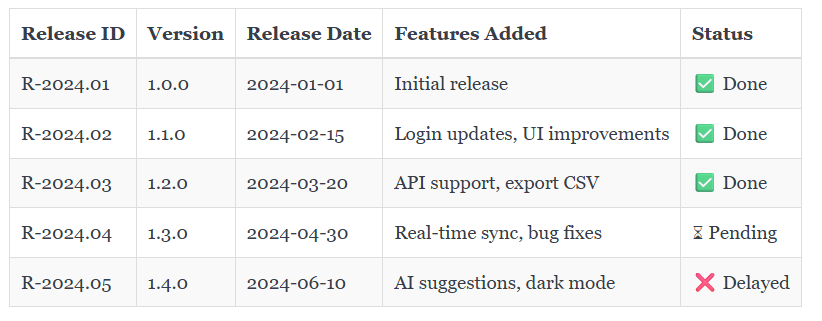 Release ID Version Release Date Features Added Status
R-2024.01 1.0.0 2024-01-01 Initial release ✅ Done
R-2024.02 1.1.0 2024-02-15 Login updates, UI improvements ✅ Done
R-2024.03 1.2.0 2024-03-20 API support, export CSV ✅ Done
R-2024.04 1.3.0 2024-04-30 Real-time sync, bug fixes ⏳ Pending
R-2024.05 1.4.0 2024-06-10 AI suggestions, dark mode ❌ Delayed